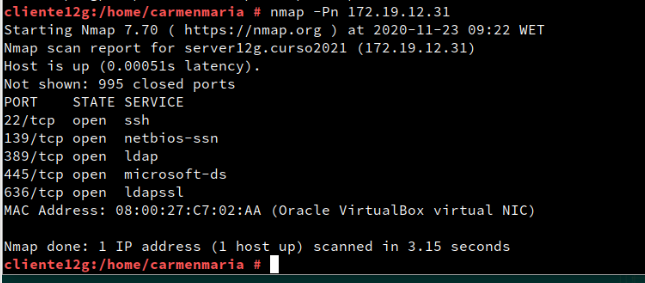 cliente12g:/home/carmenmaria # nmap -Pn 172.19.12.31
Starting Nmap 7.70 ( https://nmap.org ) at 2020-11-23 09:22 WET
Nmap scan report for server12g.curso2021 (172.19.12.31)
Host is up (0.00051s latency).
Not shown: 995 closed ports
PORT    STATE SERVICE
22/tcp  open  ssh
139/tcp open  netbios-ssn
389/tcp open  ldap
445/tcp open  microsoft-ds
636/tcp open  ldapssl
MAC Address: 08:00:27:C7:02:AA (Oracle VirtualBox virtual NIC)
Nmap done: 1 IP address (1 host up) scanned in 3.15 seconds
cliente12g:/home/carmenmaria #